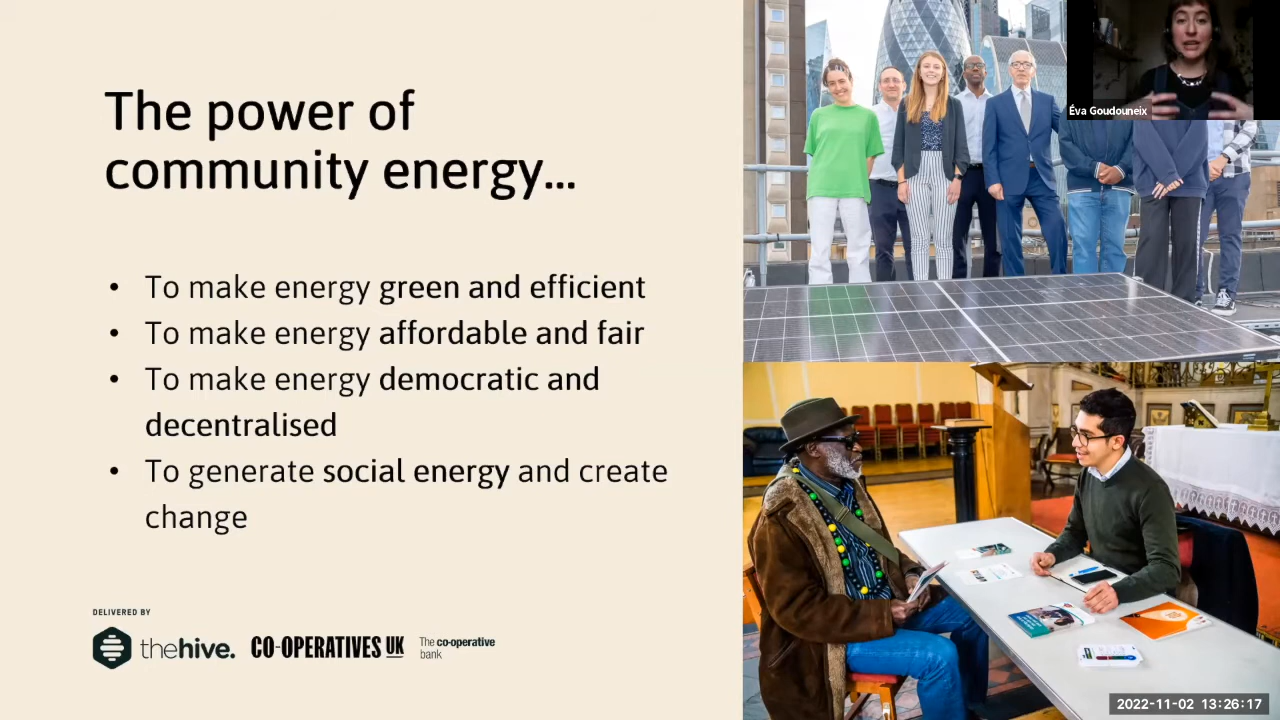 The power of
community energy...
• To make energy green and efficient
• To make energy affordable and fair
• To make energy democratic and
decentralised
• To generate social energy and create
change
DELIVERED BY
thehive.
CO-OPERATIVES UK
The co-operative
bank
Éva Goudouneix
2022-11-02 13:26:17